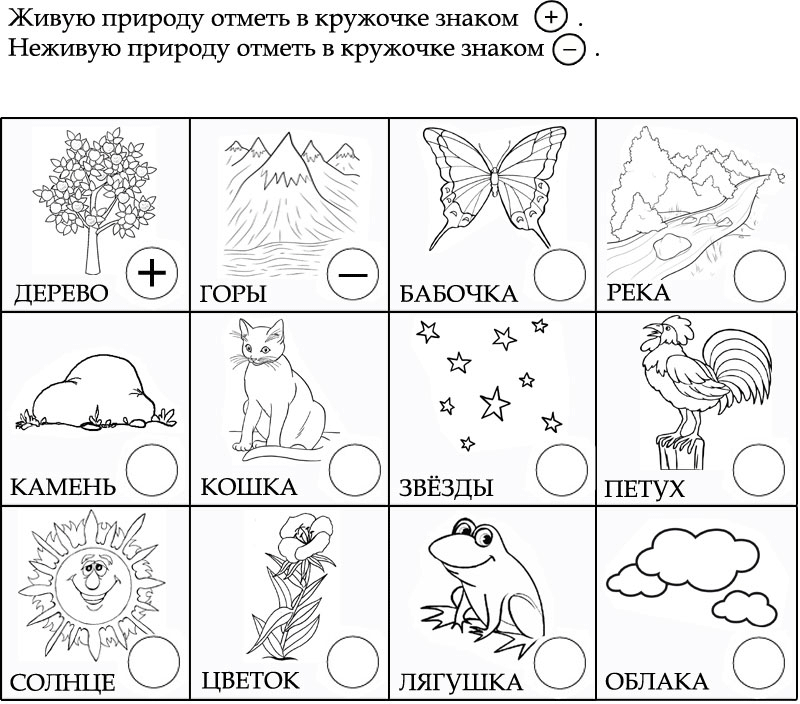 Живую природу отметь в кружочке знаком + .
Неживую природу отметь в кружочке знаком − .
ДЕРЕВО +
ГОРЫ −
БАБОЧКА
РЕКА
КАМЕНЬ
КОШКА
ЗВЁЗДЫ
ПЕТУХ
СОЛНЦЕ
ЦВЕТОК
ЛЯГУШКА
ОБЛАКА